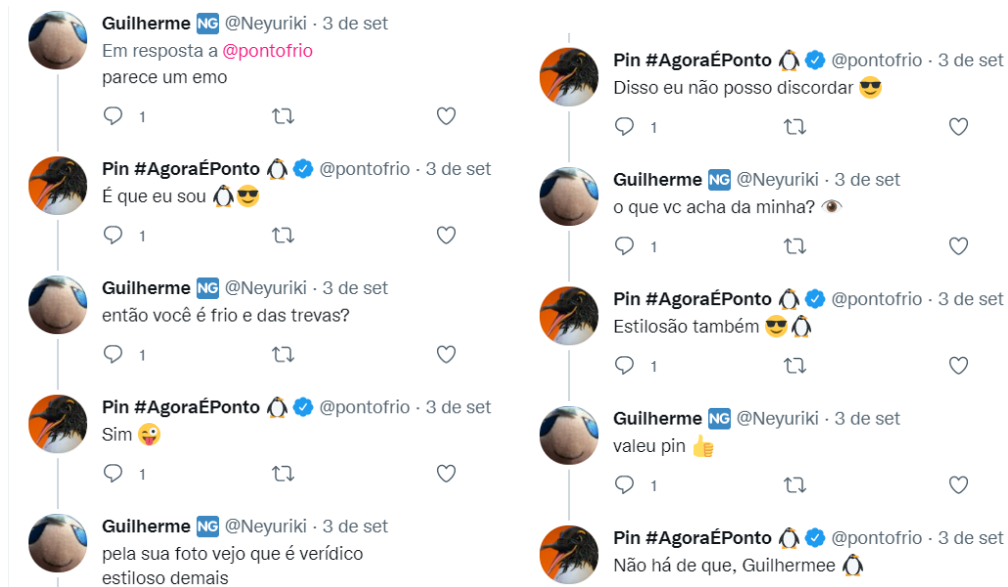 Guilherme 🆖 @Neyuriki · 3 de set
Em resposta a @pontofrio
parece um emo
1
Pin #AgoraÉPonto 🐧 @pontofrio · 3 de set
É que eu sou 🐧😎
1
Guilherme 🆖 @Neyuriki · 3 de set
então você é frio e das trevas?
1
Pin #AgoraÉPonto 🐧 @pontofrio · 3 de set
Sim 😜
1
Guilherme 🆖 @Neyuriki · 3 de set
pela sua foto vejo que é verídico
estiloso demais
Pin #AgoraÉPonto 🐧 @pontofrio · 3 de set
Disso eu não posso discordar 😎
1
Guilherme 🆖 @Neyuriki · 3 de set
o que vc acha da minha? 👁
1
Pin #AgoraÉPonto 🐧 @pontofrio · 3 de set
Estilosão também 😎🐧
1
Guilherme 🆖 @Neyuriki · 3 de set
valeu pin 👍
1
Pin #AgoraÉPonto 🐧 @pontofrio · 3 de set
Não há de que, Guilhermee 🐧